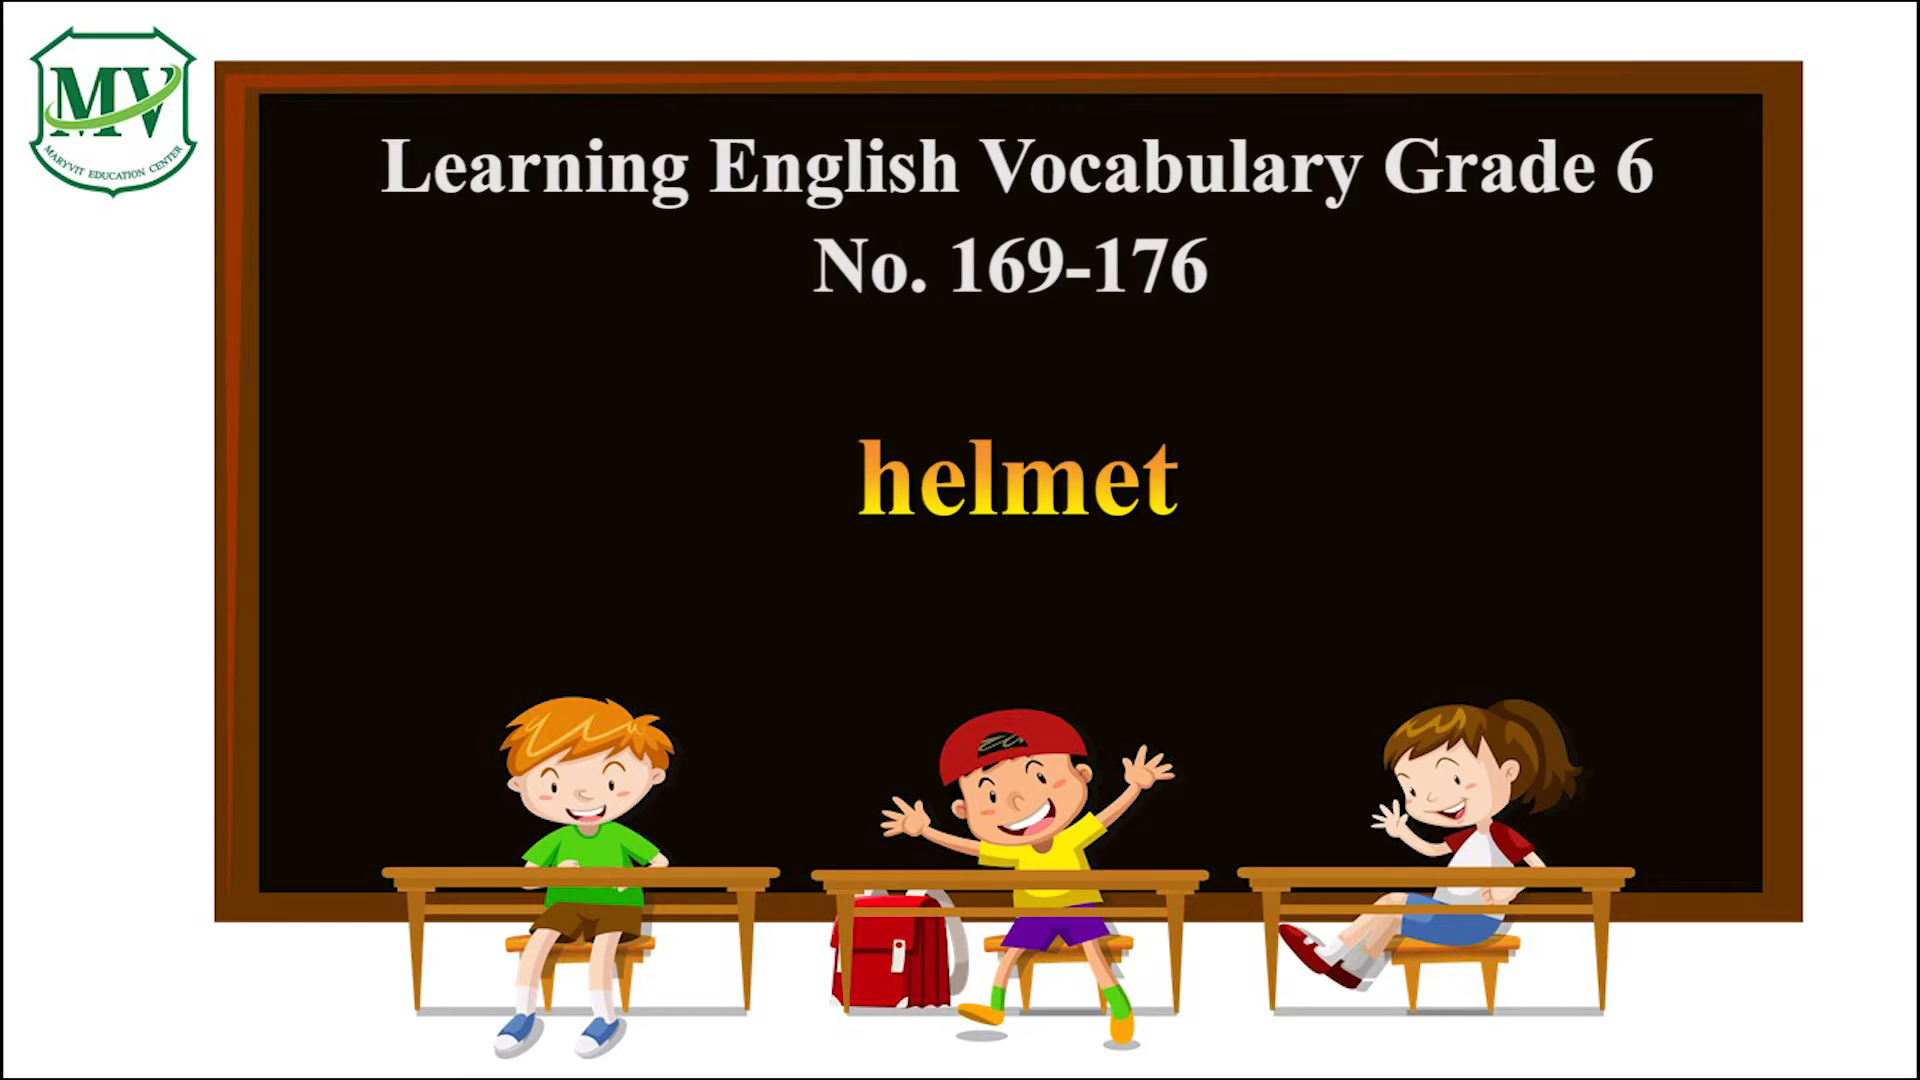 MV
MARYVIT EDUCATION CENTER
Learning English Vocabulary Grade 6
No. 169-176
helmet